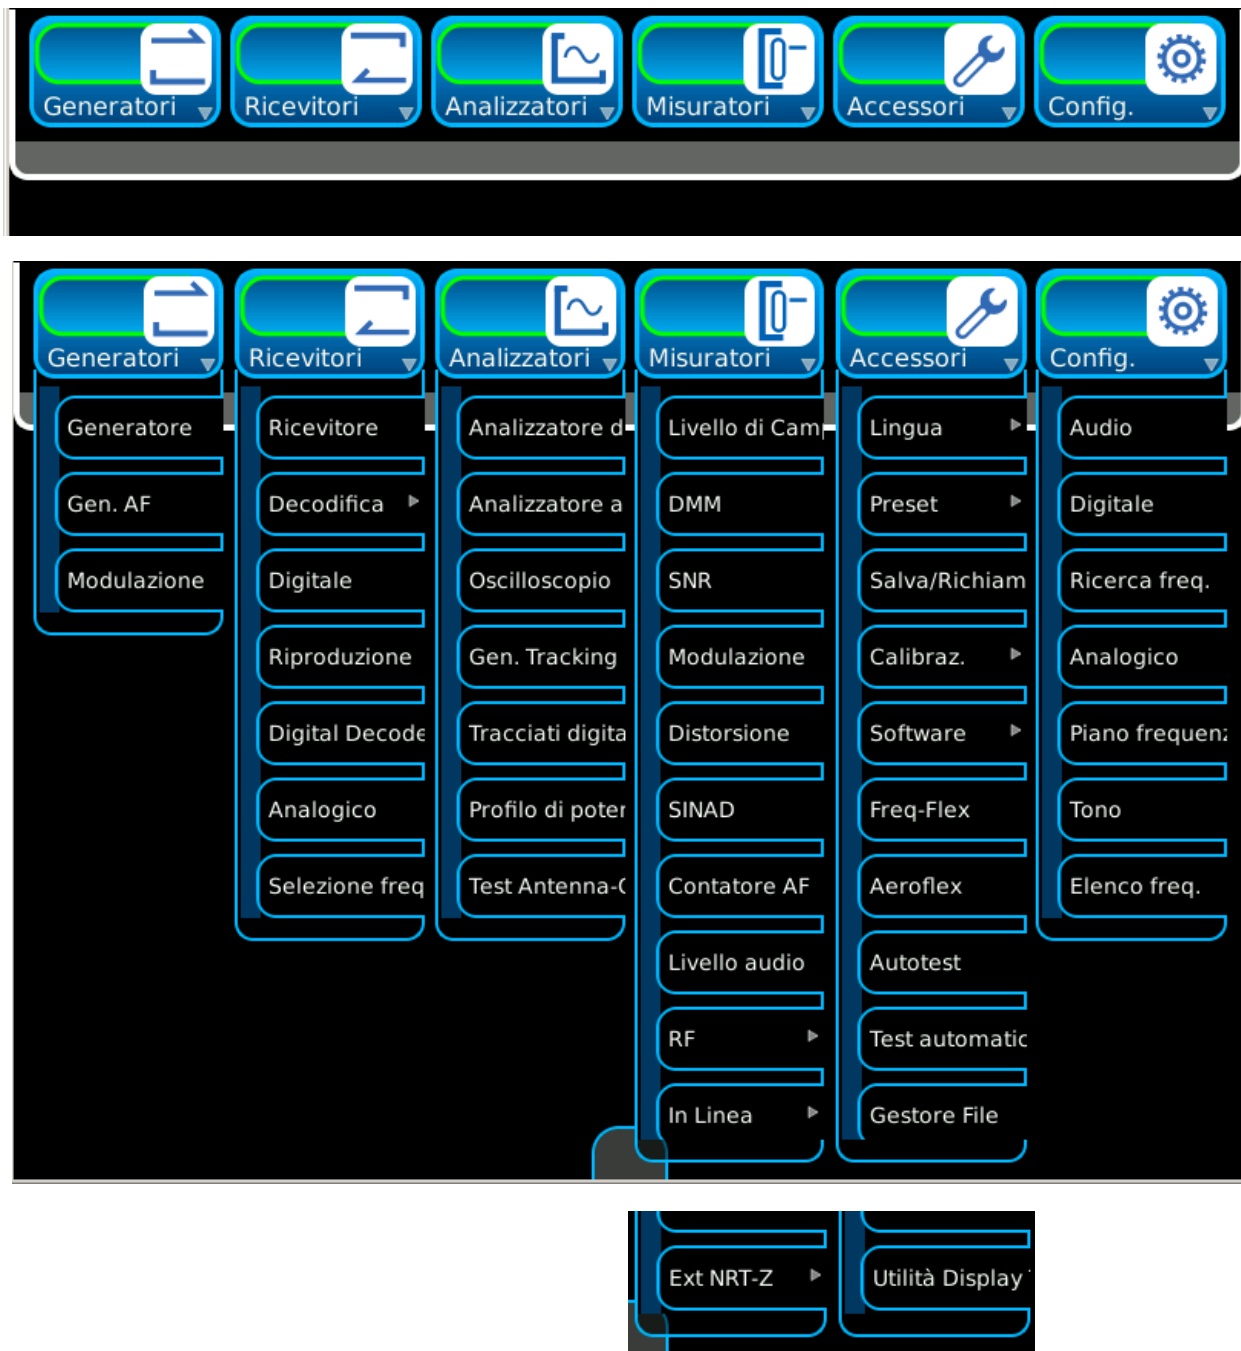 Generatori
Ricevitori
Analizzatori
Misuratori
Accessori
Config.
Generatori
Ricevitori
Analizzatori
Misuratori
Accessori
Config.
Generatore
Gen. AF
Modulazione
Ricevitore
Decodifica
Digitale
Riproduzione
Digital Decode
Analogico
Selezione freq
Analizzatore d
Analizzatore a
Oscilloscopio
Gen. Tracking
Tracciati digita
Profilo di poter
Test Antenna-C
Livello di Camp
DMM
SNR
Modulazione
Distorsione
SINAD
Contatore AF
Livello audio
RF
In Linea
Lingua
Preset
Salva/Richiam
Calibraz.
Software
Freq-Flex
Aeroflex
Autotest
Test automatic
Gestore File
Audio
Digitale
Ricerca freq.
Analogico
Piano frequenz
Tono
Elenco freq.
Ext NRT-Z
Utilità Display